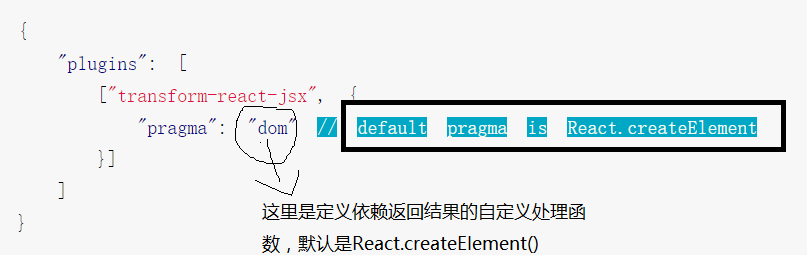 {
"plugins": [
["transform-react-jsx", {
"pragma": "dom" // default pragma is React.createElement
}]
]
}
这里是定义依赖返回结果的自定义处理函
数，默认是React.createElement()